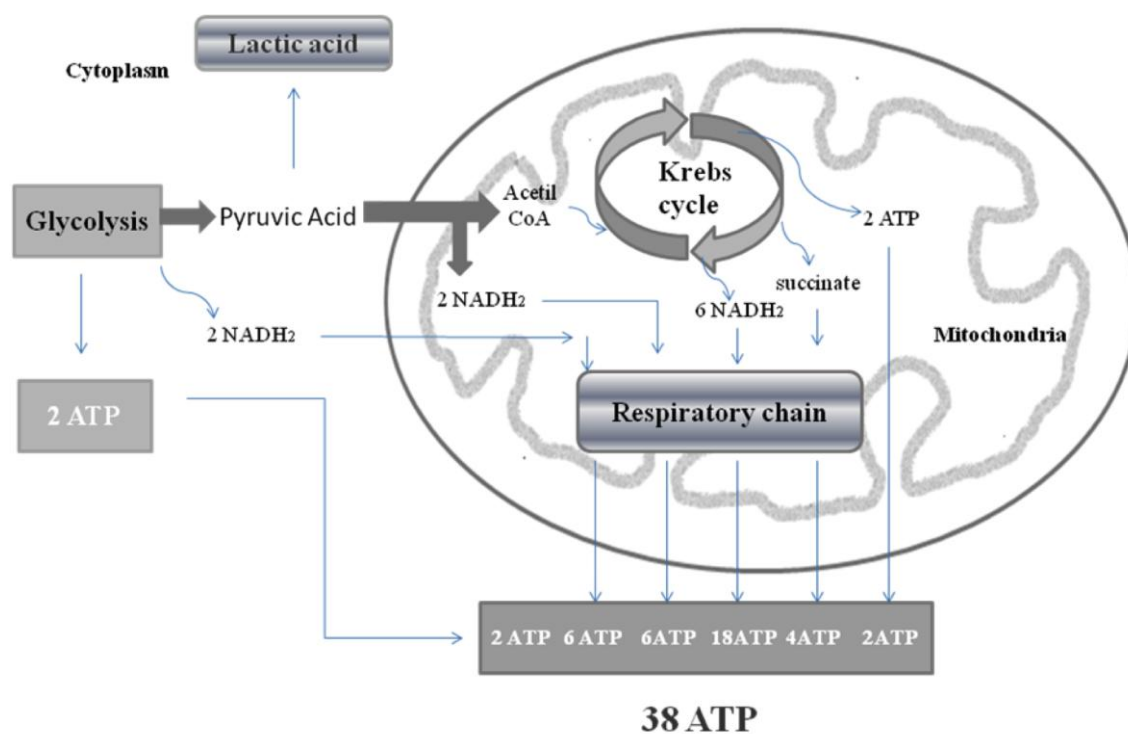 Lactic acid
Cytoplasm
Glycolysis
Pyruvic Acid
Acetil
CoA
Krebs
cycle
2 ATP
2 NADH2
6 NADH2
succinate
2 NADH2
Mitochondria
2 ATP
Respiratory chain
2 ATP 6 ATP 6ATP 18ATP 4ATP 2ATP
38 ATP